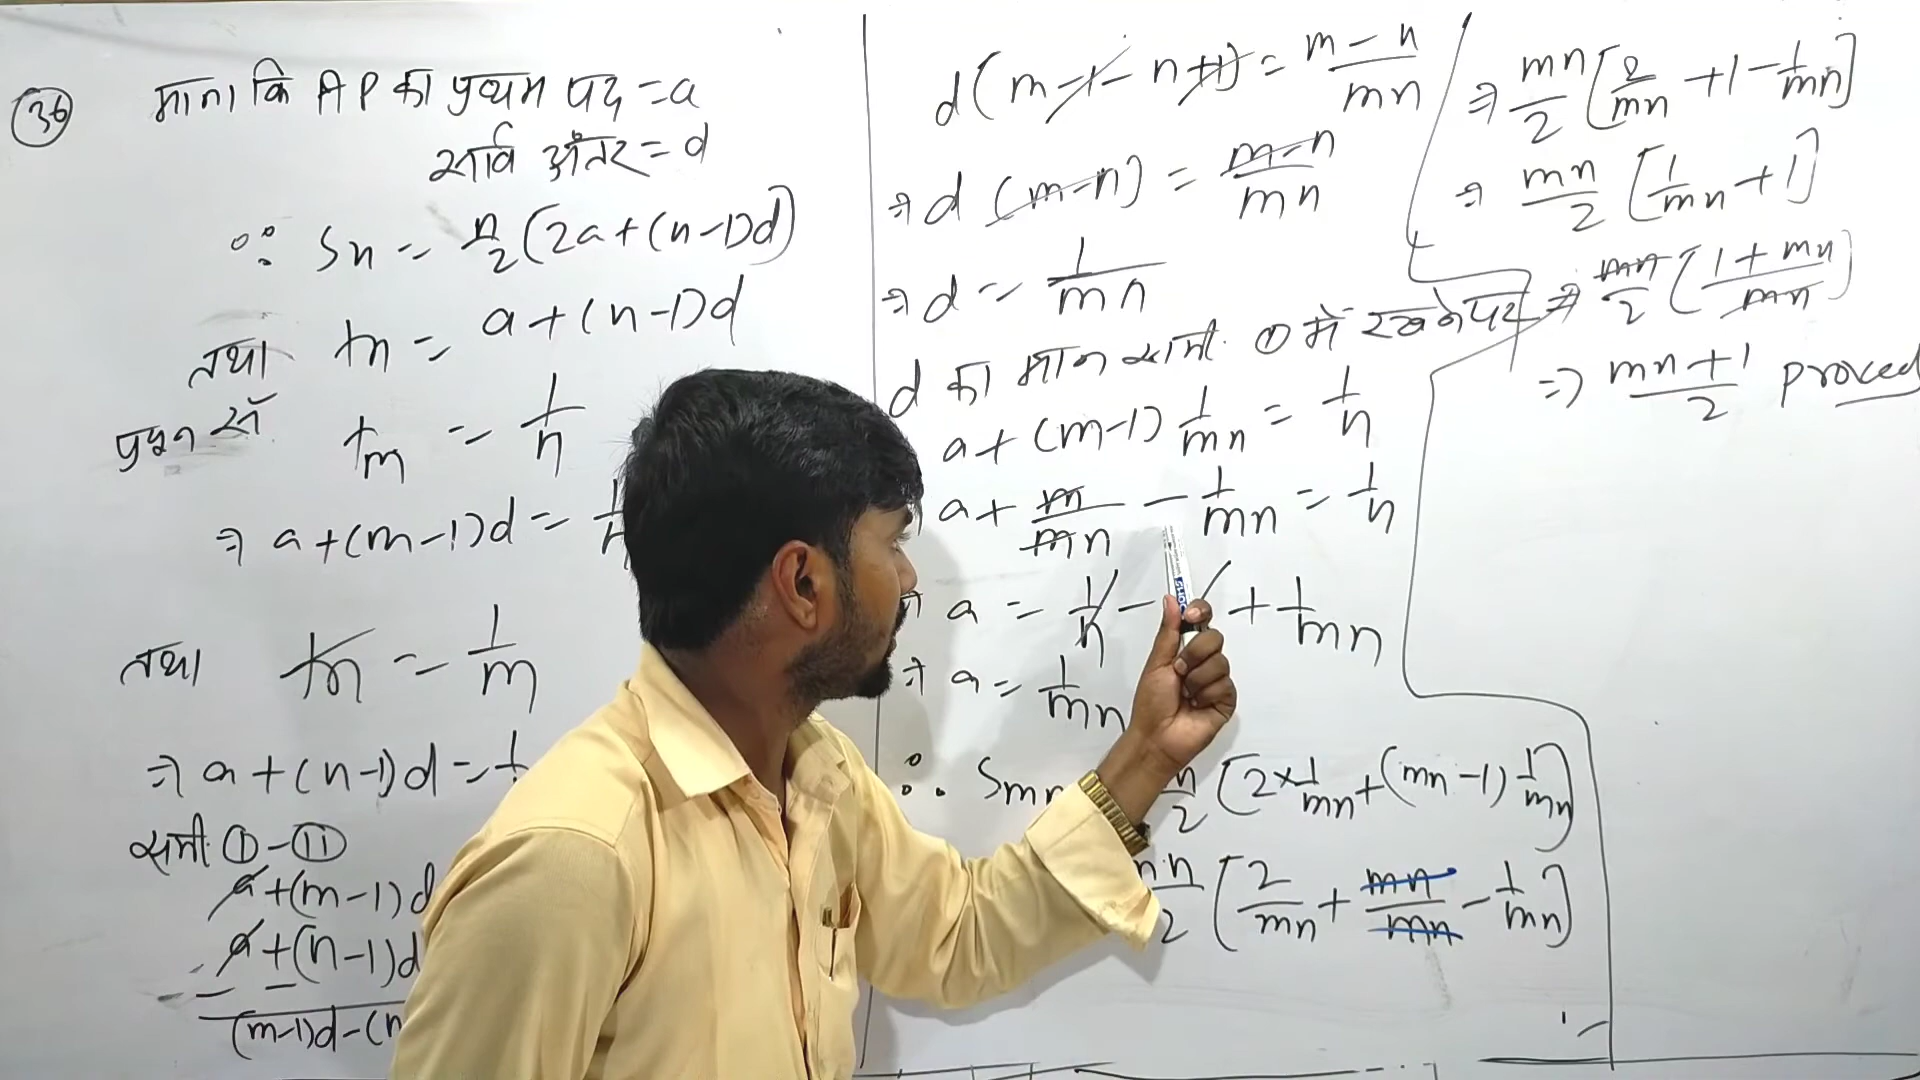 36 माना कि AP का प्रथम पद = a
सार्व अंतर = d
∵ Sn = n/2 (2a+(n-1)d)
तथा tn = a+(n-1)d
प्रश्न से tm = 1/n
⇒ a+(m-1)d = 1/
तथा tn = 1/m
⇒ a+(n-1)d = 1/
समी. ① - ⑪
a+(m-1)d
a+(n-1)d
- - -
(m-1)d-(n
d(m-1-n+1) = m-n/mn
⇒ d (m-n) = m-n/mn
⇒ d = 1/mn
d का मान समी. ① में रखने पर
a+(m-1) 1/mn = 1/n
a + m/mn - 1/mn = 1/n
a = 1/n - + 1/mn
⇒ a = 1/mn
∴ Smn n/2 [2×1/mn+(mn-1) 1/mn]
mn/2 [2/mn + mn/mn - 1/mn]
⇒ mn/2 [2/mn +1-1/mn]
⇒ mn/2 [1/mn+1]
⇒ mn/2 (1+mn/mn)
⇒ mn+1/2 proved